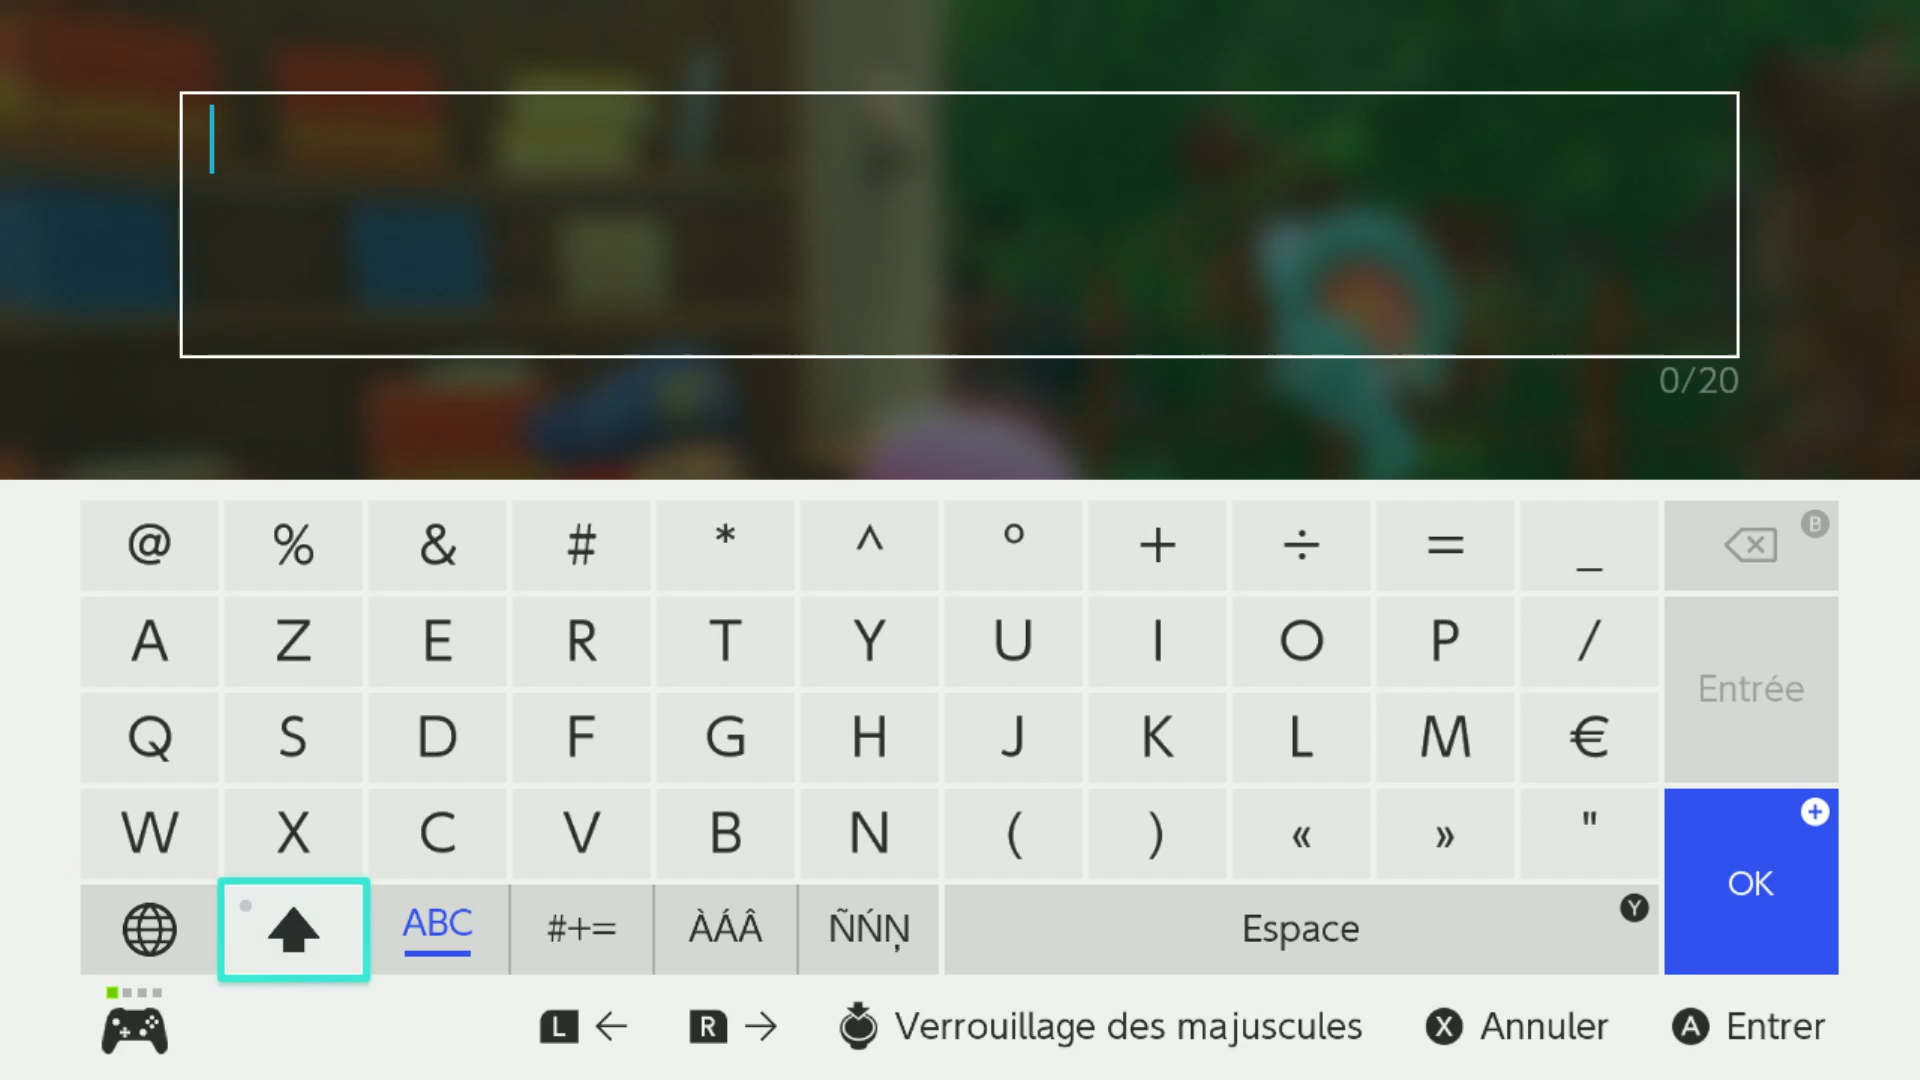 0/20
@ % & # * ^ ° + ÷ = _ B
A Z E R T Y U I O P / Entrée
Q S D F G H J K L M €
W X C V B N ( ) « » " +
OK
ABC #+= ÀÁÂ ÑŃŅ Espace Y
L ← R → Verrouillage des majuscules X Annuler A Entrer